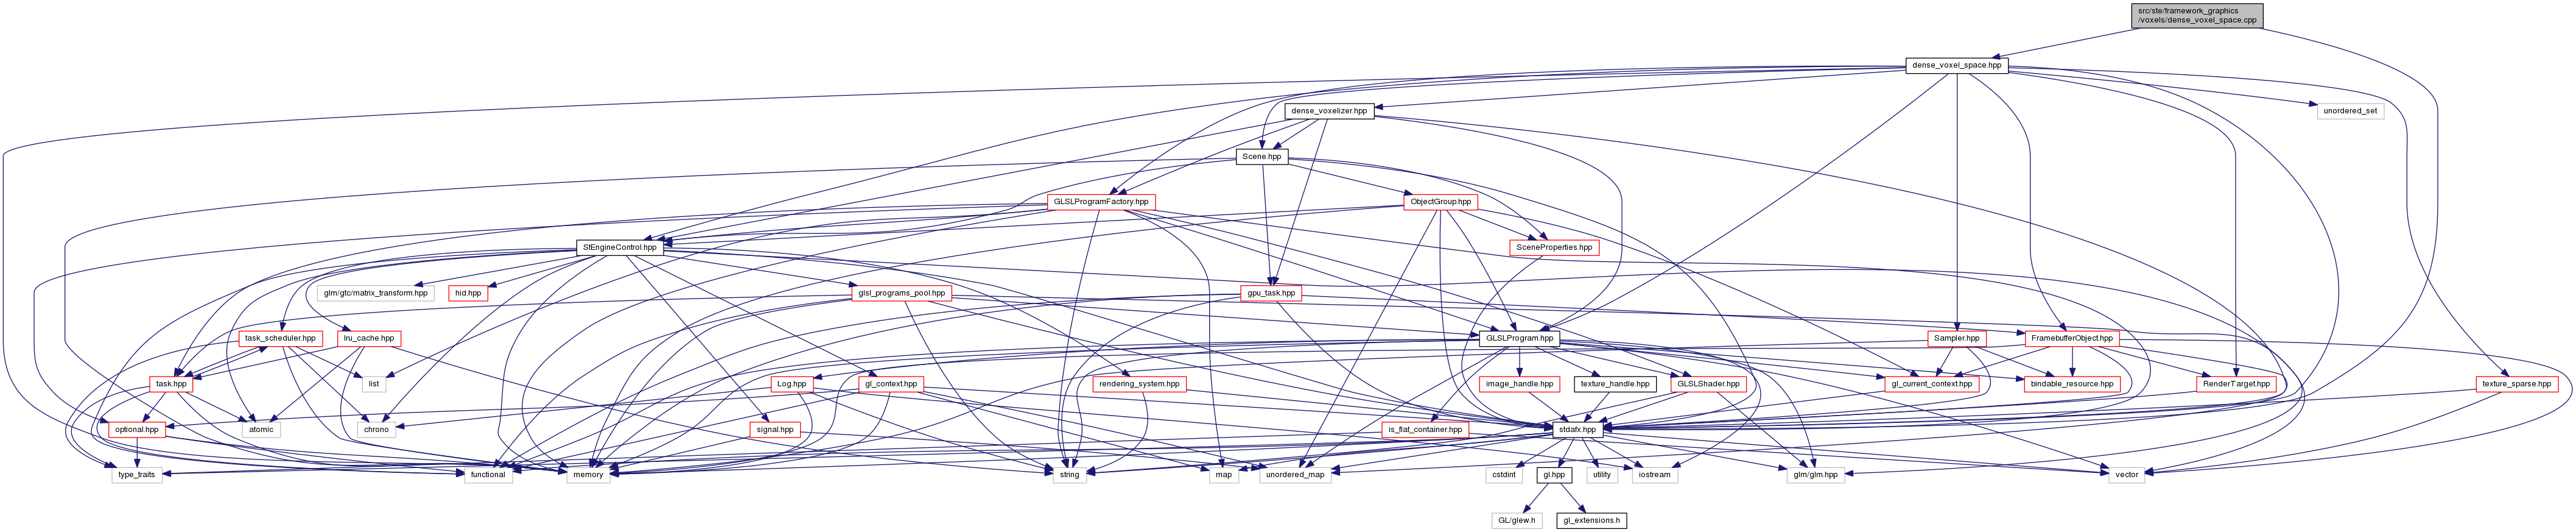 src/ste/framework_graphics
/voxels/dense_voxel_space.cpp
dense_voxel_space.hpp
dense_voxelizer.hpp
unordered_set
Scene.hpp
GLSLProgramFactory.hpp
ObjectGroup.hpp
StEngineControl.hpp
SceneProperties.hpp
glm/gtc/matrix_transform.hpp
hid.hpp
glsl_programs_pool.hpp
gpu_task.hpp
task_scheduler.hpp
lru_cache.hpp
GLSLProgram.hpp
Sampler.hpp
FramebufferObject.hpp
task.hpp
list
Log.hpp
gl_context.hpp
rendering_system.hpp
image_handle.hpp
texture_handle.hpp
GLSLShader.hpp
gl_current_context.hpp
bindable_resource.hpp
RenderTarget.hpp
texture_sparse.hpp
optional.hpp
atomic
chrono
signal.hpp
is_flat_container.hpp
stdafx.hpp
type_traits
functional
memory
string
map
unordered_map
cstdint
gl.hpp
utility
iostream
glm/glm.hpp
vector
GL/glew.h
gl_extensions.h